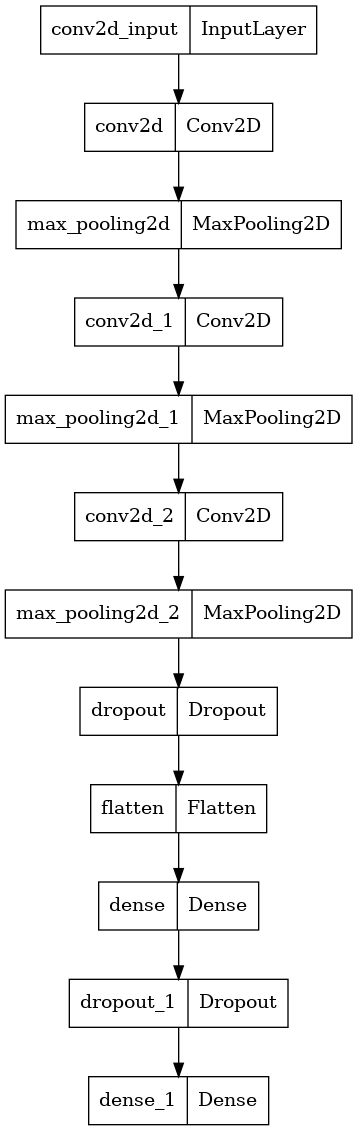 conv2d_input InputLayer
conv2d Conv2D
max_pooling2d MaxPooling2D
conv2d_1 Conv2D
max_pooling2d_1 MaxPooling2D
conv2d_2 Conv2D
max_pooling2d_2 MaxPooling2D
dropout Dropout
flatten Flatten
dense Dense
dropout_1 Dropout
dense_1 Dense